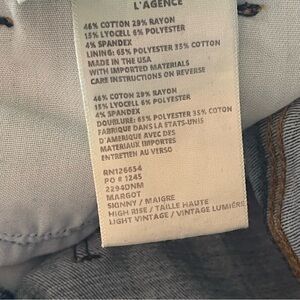 L'AGENCE
46% COTTON 29% RAYON
15% LYOCELL 6% POLYESTER
4% SPANDEX
LINING: 65% POLYESTER 35% COTTON
MADE IN THE USA
WITH IMPORTED MATERIALS
CARE INSTRUCTIONS ON REVERSE
46% COTON 29% RAYON
15% LYOCELL 6% POLYESTER
4% SPANDEX
DOUBLURE: 65% POLYESTER 35% COTON
FABRIQUE DANS LA ETATS-UNIS
D'AMERIQUE AVEC DES
MATERIAUX IMPORTES
ENTRETIEN AU VERSO
RN126654
PO # 1245
2294DNM
MARGOT
SKINNY / MAIGRE
HIGH RISE / TAILLE HAUTE
LIGHT VINTAGE / VINTAGE LUMIÈRE